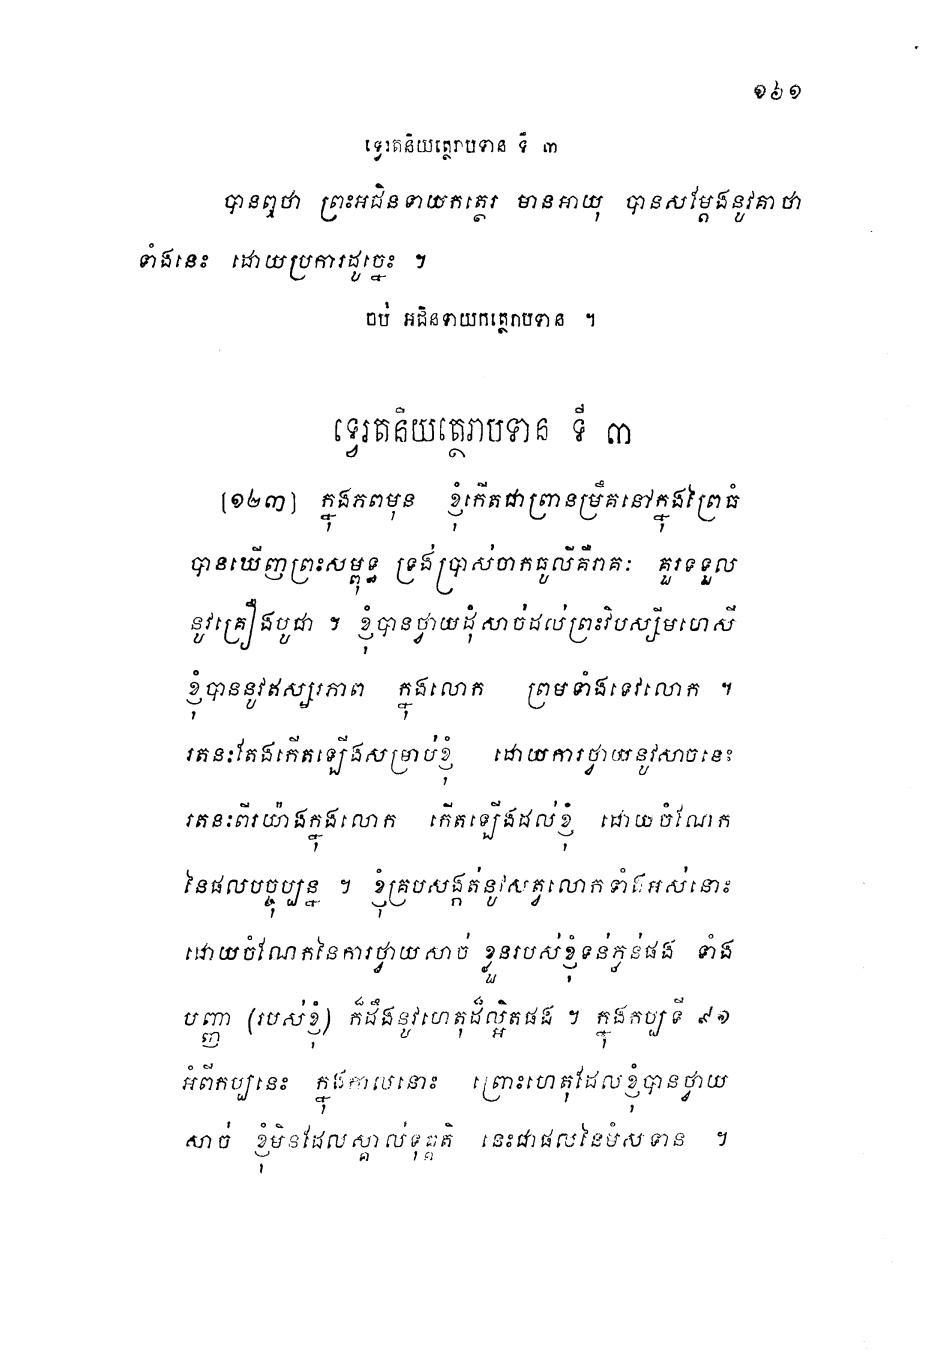 ១៦១
ទ្វេរតនិយត្ថេរាបទាន ទី ៣
បានឮថា ព្រះអជិនទាយកត្ថេរ មានអាយុ បានសម្តែងនូវគាថា
ទាំងនេះ ដោយប្រការដូច្នេះ ។
ចប់ អជិនទាយកត្ថេរាបទាន ។
ទ្វេរតនិយត្ថេរាបទាន ទី ៣
[១២៣] ក្នុងភពមុន ខ្ញុំកើតជាព្រានម្រឹគនៅក្នុងព្រៃធំ
បានឃើញព្រះសម្ពុទ្ធ ទ្រង់ប្រាសចាកធូលីគឺរាគៈ គួរទទួល
នូវគ្រឿងបូជា ។ ខ្ញុំបានថ្វាយដុំសាច់ដល់ព្រះវិបស្សីមហេសី
ខ្ញុំបាននូវឥស្សរភាព ក្នុងលោក ព្រមទាំងទេវលោក ។
រតនៈតែងកើតឡើងសម្រាប់ខ្ញុំ ដោយការថ្វាយនូវសាចនេះ
រតនៈពីរយ៉ាងក្នុងលោក កើតឡើងដល់ខ្ញុំ ដោយចំណែក
នៃផលបច្ចុប្បន្ន ។ ខ្ញុំគ្របសង្កត់នូវសត្វលោកទាំងអស់នោះ
ដោយចំណែកនៃការថ្វាយសាច់ ខ្លួនរបស់ខ្ញុំទន់ភ្លន់ផង ទាំង
បញ្ញា (របស់ខ្ញុំ) ក៏ដឹងនូវហេតុដ៏ល្អិតផង ។ ក្នុងកប្បទី ៩១
អំពីកប្បនេះ ក្នុងកាលនោះ ព្រោះហេតុដែលខ្ញុំបានថ្វាយ
សាច់ ខ្ញុំមិនដែលស្គាល់ទុគ្គតិ នេះជាផលនៃមំសទាន ។